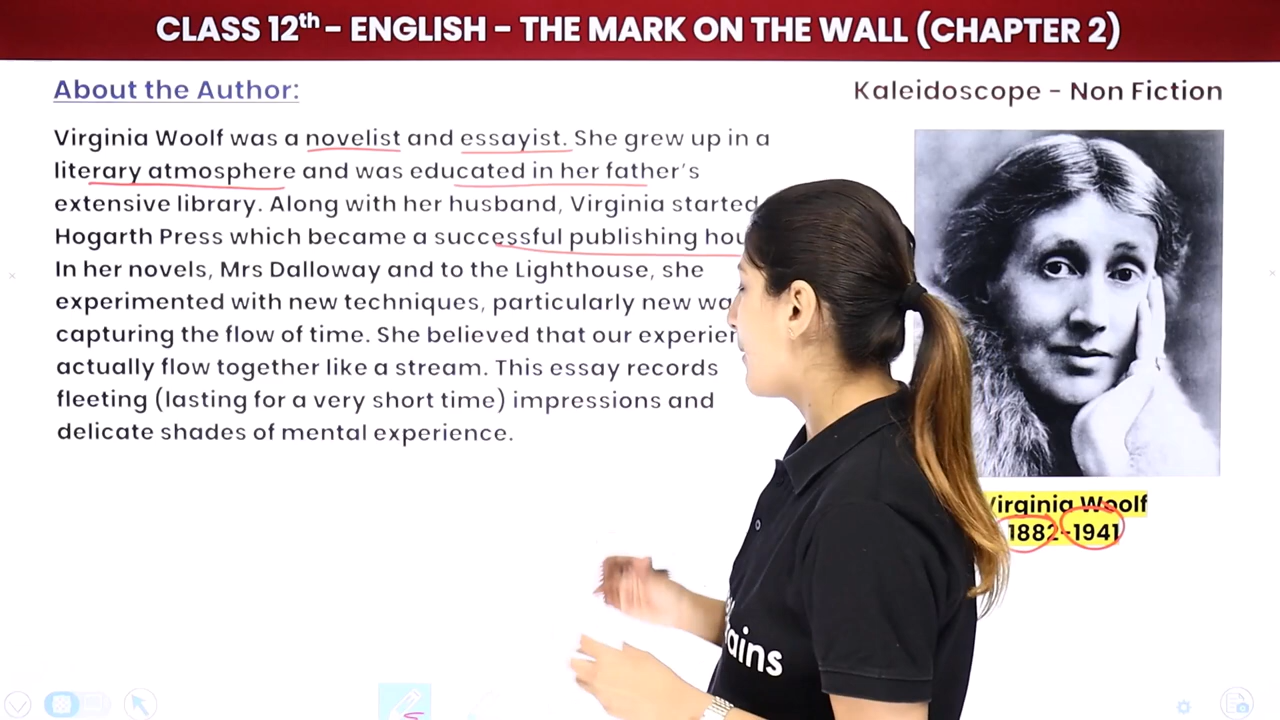 CLASS 12th – ENGLISH – THE MARK ON THE WALL (CHAPTER 2)
About the Author:
Kaleidoscope - Non Fiction
Virginia Woolf was a novelist and essayist. She grew up in a
literary atmosphere and was educated in her father's
extensive library. Along with her husband, Virginia started
Hogarth Press which became a successful publishing
In her novels, Mrs Dalloway and to the Lighthouse, she
experimented with new techniques, particularly new
capturing the flow of time. She believed that our
actually flow together like a stream. This essay records
fleeting (lasting for a very short time) impressions and
delicate shades of mental experience.
Virginia Woolf
1882-1941